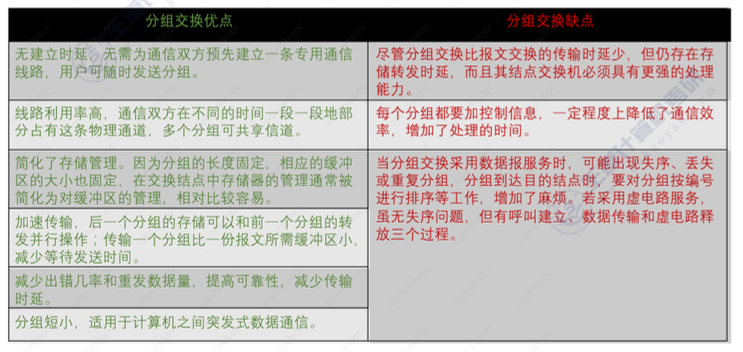 分组交换优点
分组交换缺点
无建立时延。无需为通信双方预先建立一条专用通信
线路，用户可随时发送分组。
尽管分组交换比报文交换的传输时延少，但仍存在存
储转发时延，而且其结点交换机必须具有更强的处理
能力。
线路利用率高，通信双方在不同的时间一段一段地部
分占有这条物理通道，多个分组可共享信道。
每个分组都要加控制信息，一定程度上降低了通信效
率，增加了处理的时间。
简化了存储管理。因为分组的长度固定，相应的缓冲
区的大小也固定，在交换结点中存储器的管理通常被
简化为对缓冲区的管理，相对比较容易。
当分组交换采用数据报服务时，可能出现失序、丢失
或重复分组，分组到达目的结点时，要对分组按编号
进行排序等工作，增加了麻烦。若采用虚电路服务，
虽无失序问题，但有呼叫建立、数据传输和虚电路释
放三个过程。
加速传输，后一个分组的存储可以和前一个分组的转
发并行操作；传输一个分组比一份报文所需缓冲区小，
减少等待发送时间。
减少出错几率和重发数据量，提高可靠性，减少传输
时延。
分组短小，适用于计算机之间突发式数据通信。